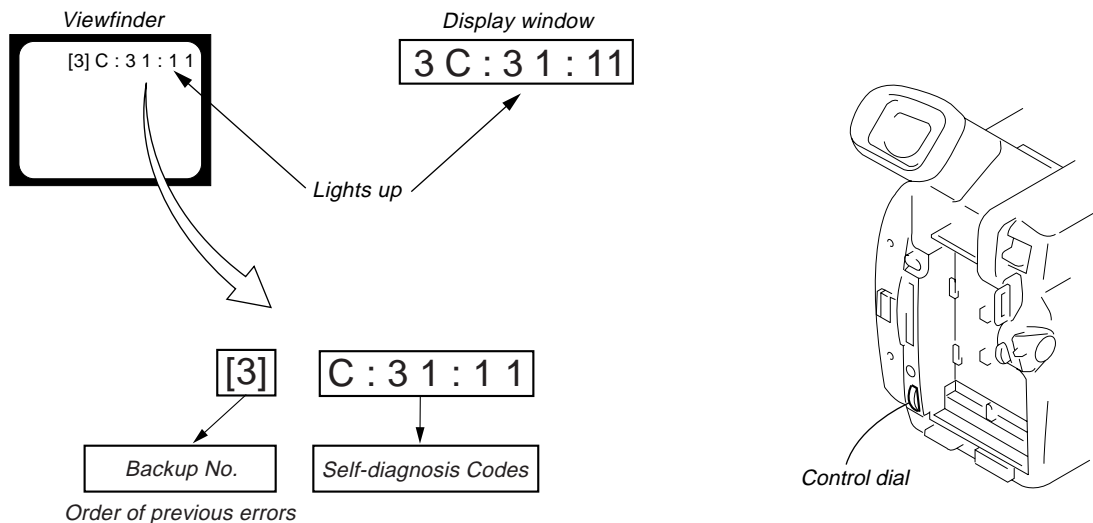 Viewfinder
[3] C : 3 1 : 1 1
Display window
3 C : 3 1 : 11
Lights up
[3]
C : 3 1 : 1 1
Backup No.
Self-diagnosis Codes
Order of previous errors
Control dial